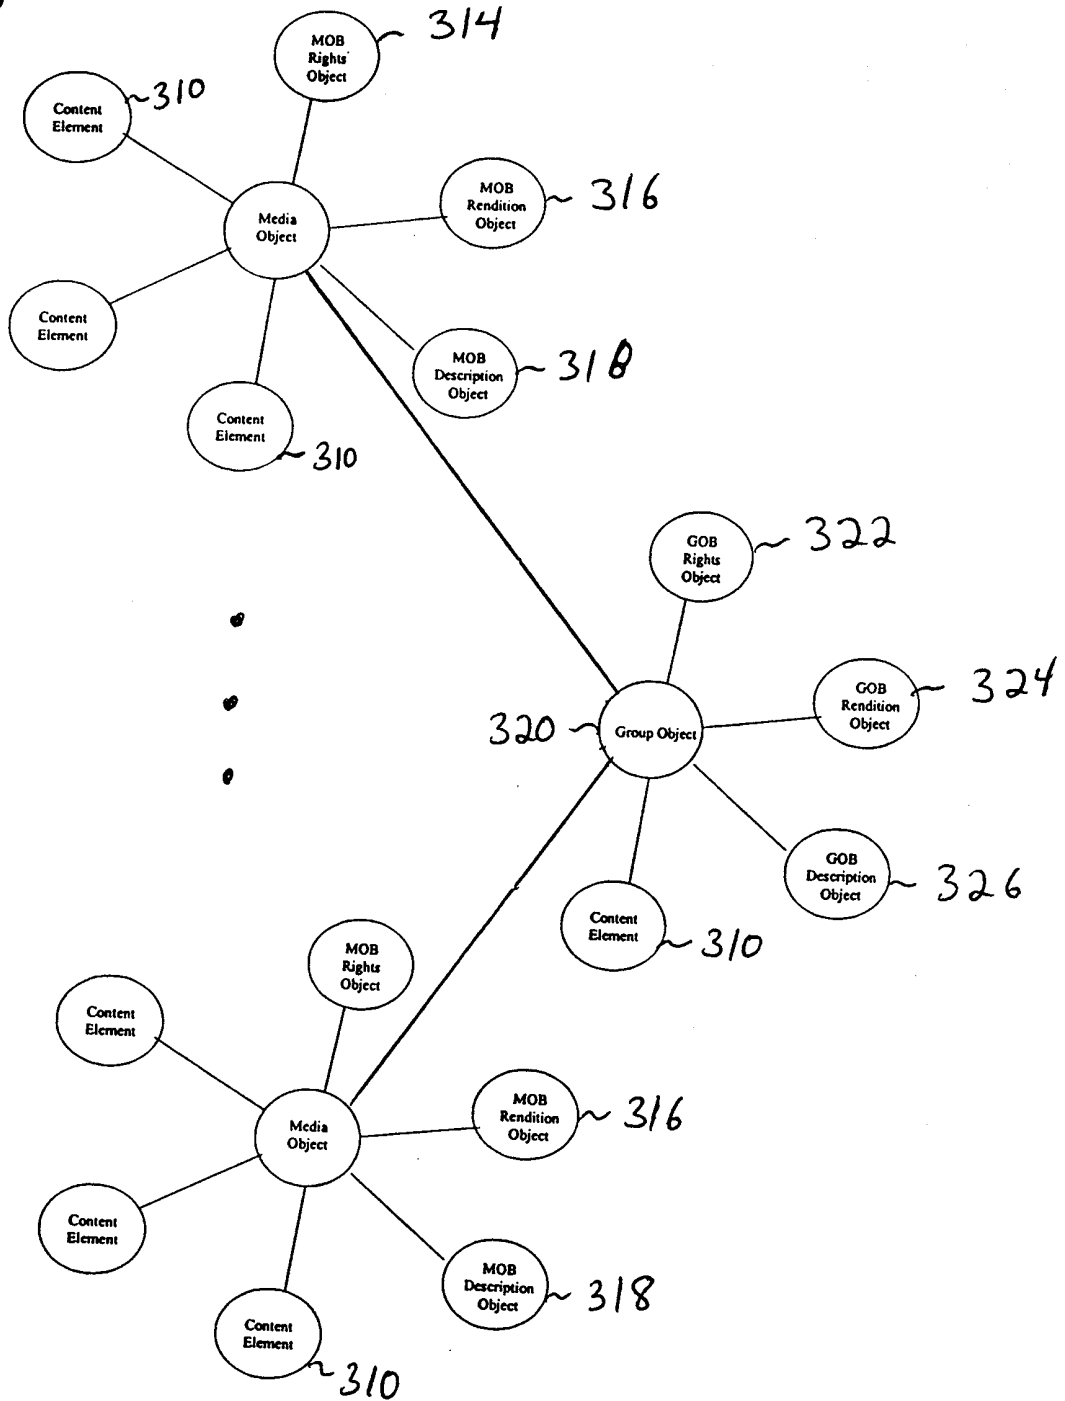 MOB
Rights
Object
314
Content
Element
310
MOB
Rendition
Object
316
Media
Object
Content
Element
MOB
Description
Object
318
Content
Element
310
GOB
Rights
Object
322
GOB
Rendition
Object
324
320
Group Object
GOB
Description
Object
326
Content
Element
310
MOB
Rights
Object
Content
Element
MOB
Rendition
Object
316
Media
Object
Content
Element
MOB
Description
Object
318
Content
Element
310